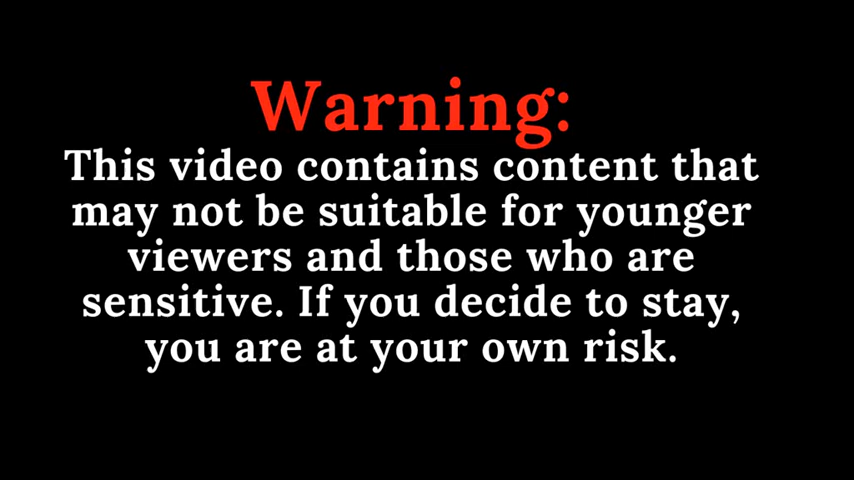 Warning:
This video contains content that
may not be suitable for younger
viewers and those who are
sensitive. If you decide to stay,
you are at your own risk.